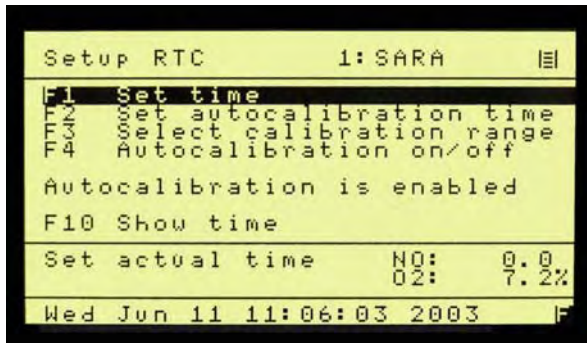 Setup RTC 1:SARA
F1 Set time
F2 Set autocalibration time
F3 Select calibration range
F4 Autocalibration on/off
Autocalibration is enabled
F10 Show time
Set actual time NO: 0.0
O2: 7.2%
Wed Jun 11 11:06:03 2003 F